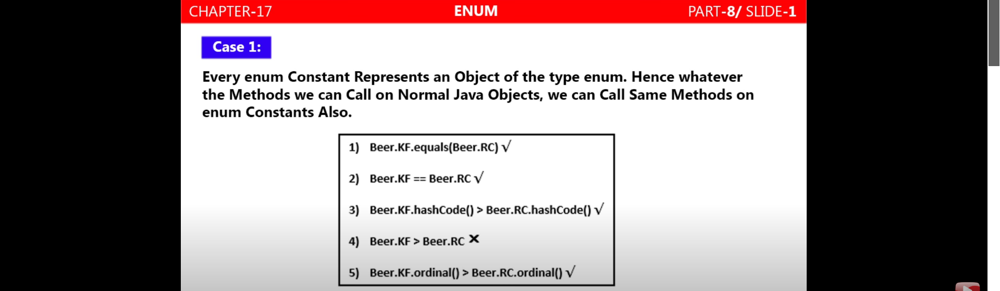 CHAPTER-17
ENUM
PART-8/ SLIDE-1
Case 1:
Every enum Constant Represents an Object of the type enum. Hence whatever
the Methods we can Call on Normal Java Objects, we can Call Same Methods on
enum Constants Also.
1) Beer.KF.equals(Beer.RC) √
2) Beer.KF == Beer.RC √
3) Beer.KF.hashCode() > Beer.RC.hashCode() √
4) Beer.KF > Beer.RC ×
5) Beer.KF.ordinal() > Beer.RC.ordinal() √